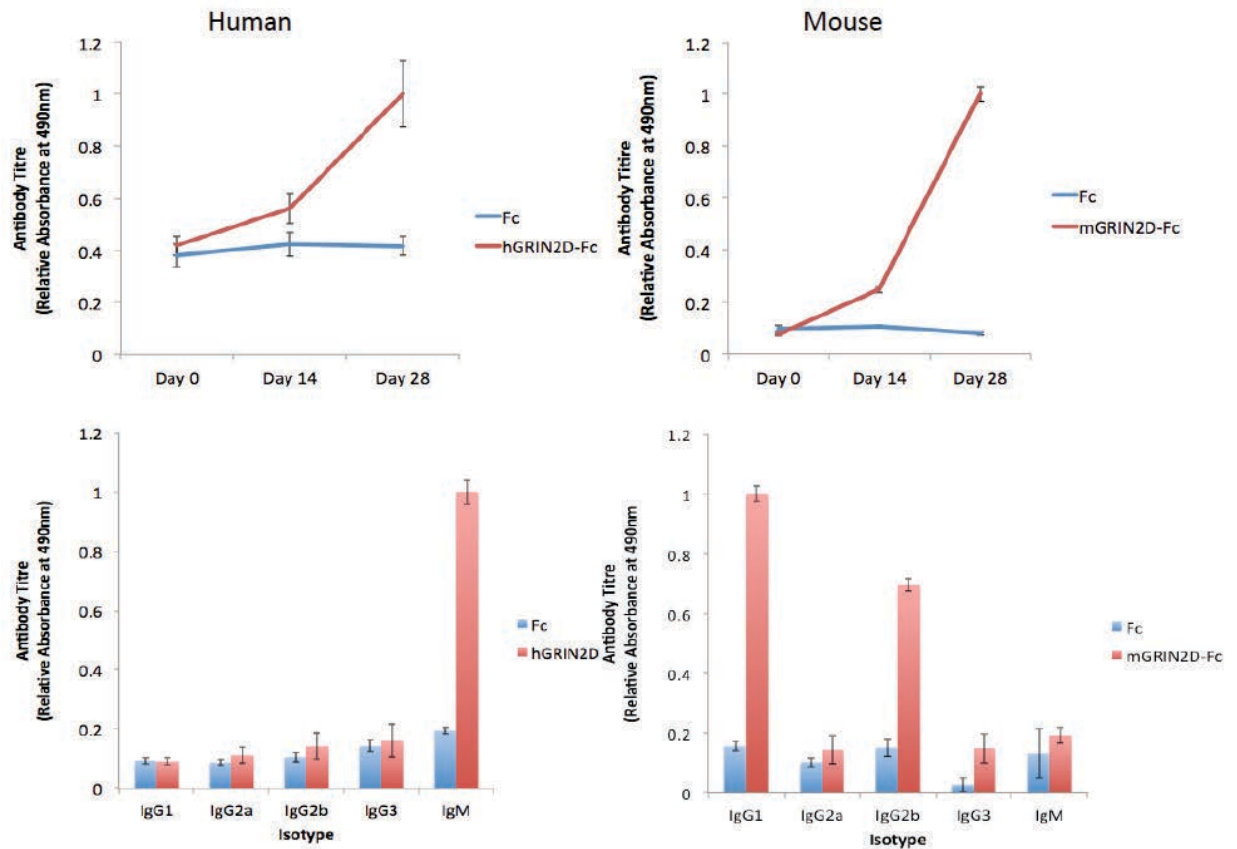 Human
1.2
1
0.8
0.6
0.4
0.2
0
Antibody Titre
(Relative Absorbance at 490nm)
Day 0 Day 14 Day 28
Fc
hGRIN2D-Fc
Mouse
1.2
1
0.8
0.6
0.4
0.2
0
Antibody Titre
(Relative Absorbance at 490nm)
Day 0 Day 14 Day 28
Fc
mGRIN2D-Fc
1.2
1
0.8
0.6
0.4
0.2
0
Antibody Titre
(Relative Absorbance at 490nm)
IgG1 IgG2a IgG2b IgG3 IgM
Isotype
Fc
hGRIN2D
1.2
1
0.8
0.6
0.4
0.2
0
Antibody Titre
(Relative Absorbance at 490nm
IgG1 IgG2a IgG2b IgG3 IgM
Isotype
Fc
mGRIN2D-Fc